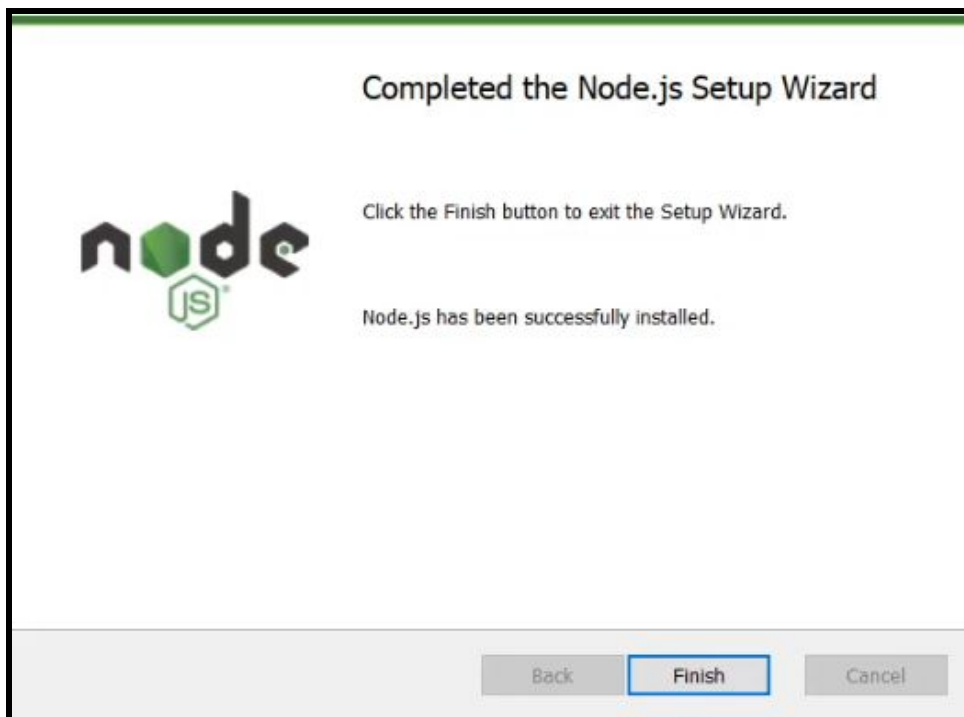 Completed the Node.js Setup Wizard
Click the Finish button to exit the Setup Wizard.
node
JS®
Node.js has been successfully installed.
Back
Finish
Cancel